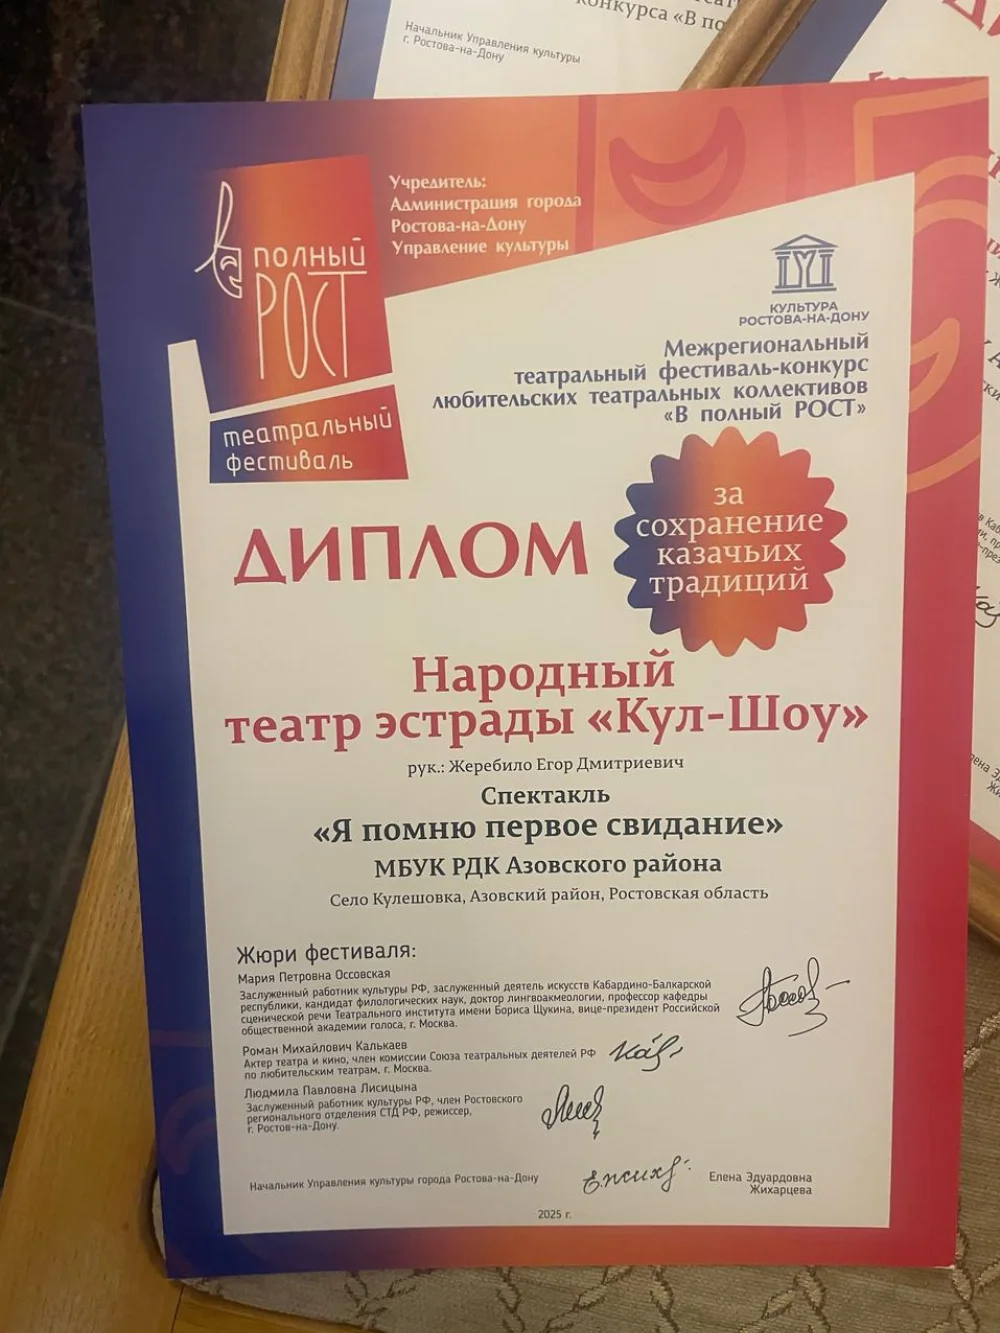 конкурса «В по
Начальник Управления культуры
г. Ростова-на-Дону
в
полный
РОСТ
театральный
фестиваль
Учредитель:
Администрация города
Ростова-на-Дону
Управление культуры
КУЛЬТУРА
РОСТОВА-НА-ДОНУ
Межрегиональный
театральный фестиваль-конкурс
любительских театральных коллективов
«В полный РОСТ»
ДИПЛОМ
за
сохранение
казачьих
традиций
Народный
театр эстрады «Кул-Шоу»
рук.: Жеребило Егор Дмитриевич
Спектакль
«Я помню первое свидание»
МБУК РДК Азовского района
Село Кулешовка, Азовский район, Ростовская область
Жюри фестиваля:
Мария Петровна Оссовская
Заслуженный работник культуры РФ, заслуженный деятель искусств Кабардино-Балкарской
республики, кандидат филологических наук, доктор лингвоакмеологии, профессор кафедры
сценической речи Театрального института имени Бориса Щукина, вице-президент Российской
общественной академии голоса, г. Москва.
Роман Михайлович Калькаев
Актер театра и кино, член комиссии Союза театральных деятелей РФ
по любительским театрам, г. Москва.
Людмила Павловна Лисицына
Заслуженный работник культуры РФ, член Ростовского
регионального отделения СТД РФ, режиссер,
г. Ростов-на-Дону.
Начальник Управления культуры города Ростова-на-Дону
Елена Эдуардовна
Жихарцева
2025 г.